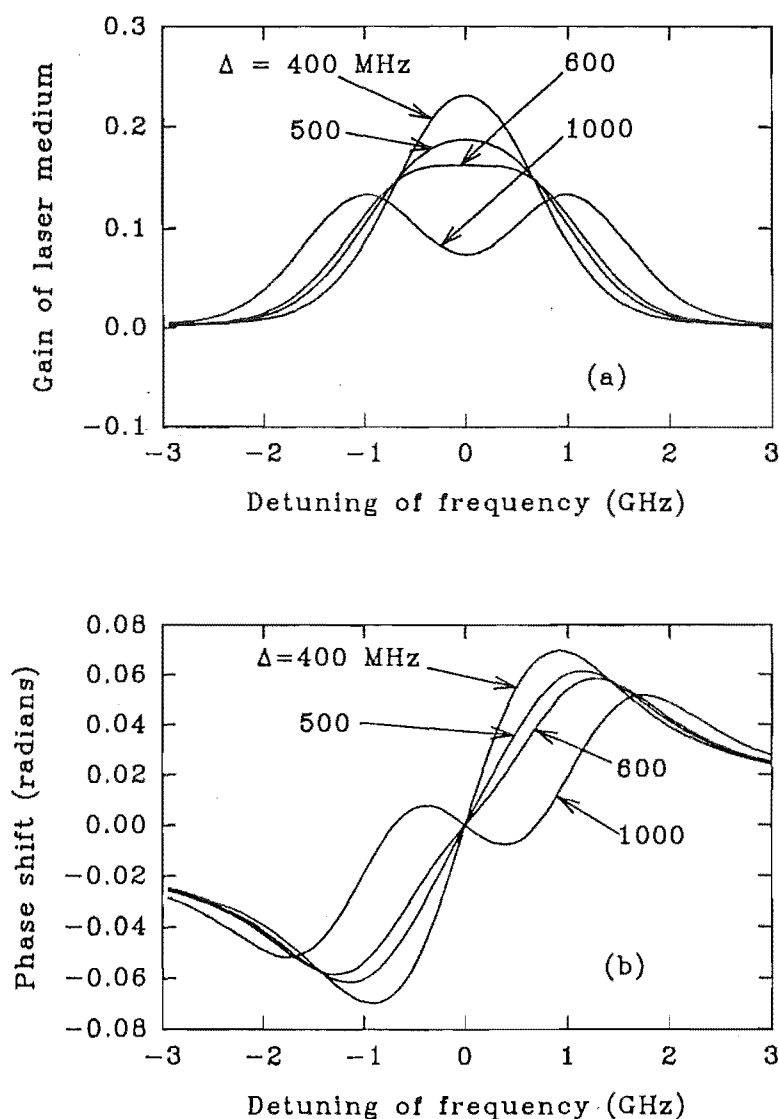 0.3
Δ = 400 MHz
600
500
1000
0.2
0.1
0.0
−0.1
Gain of laser medium
(a)
−3 −2 −1 0 1 2 3
Detuning of frequency (GHz)
0.08
Δ=400 MHz
0.06
500
0.04
600
0.02
1000
0.00
−0.02
−0.04
−0.06
−0.08
Phase shift (radians)
(b)
−3 −2 −1 0 1 2 3
Detuning of frequency (GHz)